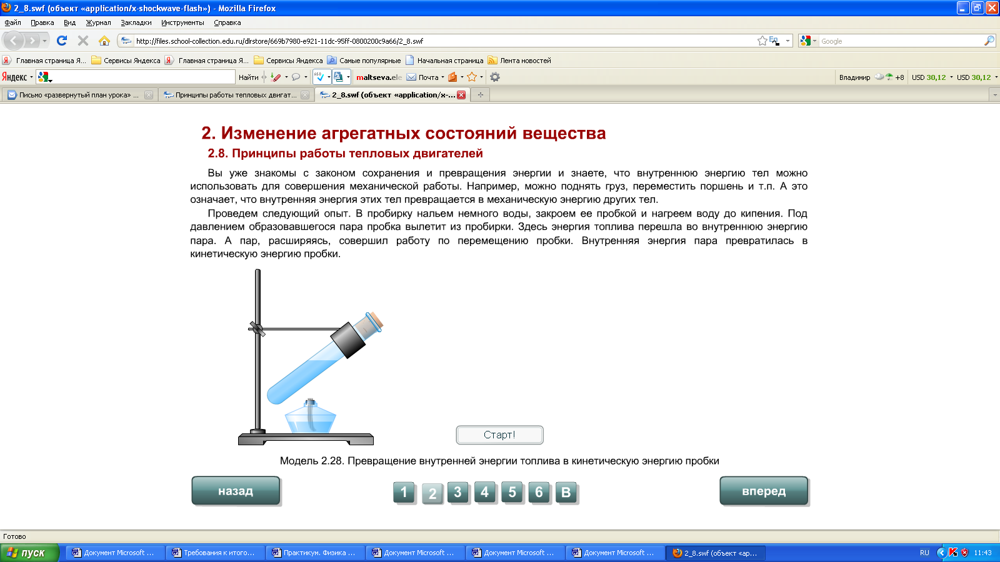 2_8.swf (объект «application/x-shockwave-flash») - Mozilla Firefox
Файл Правка Вид Журнал Закладки Инструменты Справка
http://files.school-collection.edu.ru/dlrstore/669b7980-e921-11dc-95ff-0800200c9a66/2_8.swf
Google
Главная страница Я... Сервисы Яндекса Главная страница Я... Сервисы Яндекса Самые популярные Начальная страница Лента новостей
Яндекс Найти maltseva.ele Почта Владимир +8 USD 30,12 USD 30,12
Письмо «развернутый план урока» ... Принципы работы тепловых двигат... 2_8.swf (объект «application/x-...
2. Изменение агрегатных состояний вещества
2.8. Принципы работы тепловых двигателей
Вы уже знакомы с законом сохранения и превращения энергии и знаете, что внутреннюю энергию тел можно
использовать для совершения механической работы. Например, можно поднять груз, переместить поршень и т.п. А это
означает, что внутренняя энергия этих тел превращается в механическую энергию других тел.
Проведем следующий опыт. В пробирку нальем немного воды, закроем ее пробкой и нагреем воду до кипения. Под
давлением образовавшегося пара пробка вылетит из пробирки. Здесь энергия топлива перешла во внутреннюю энергию
пара. А пар, расширяясь, совершил работу по перемещению пробки. Внутренняя энергия пара превратилась в
кинетическую энергию пробки.
Старт!
Модель 2.28. Превращение внутренней энергии топлива в кинетическую энергию пробки
назад 1 2 3 4 5 6 В вперед
Готово
пуск Документ Microsoft ... Требования к итого... Практикум. Физика ... Документ Microsoft ... Документ Microsoft ... Документ Microsoft ... 2_8.swf (объект «ap... RU 11:43